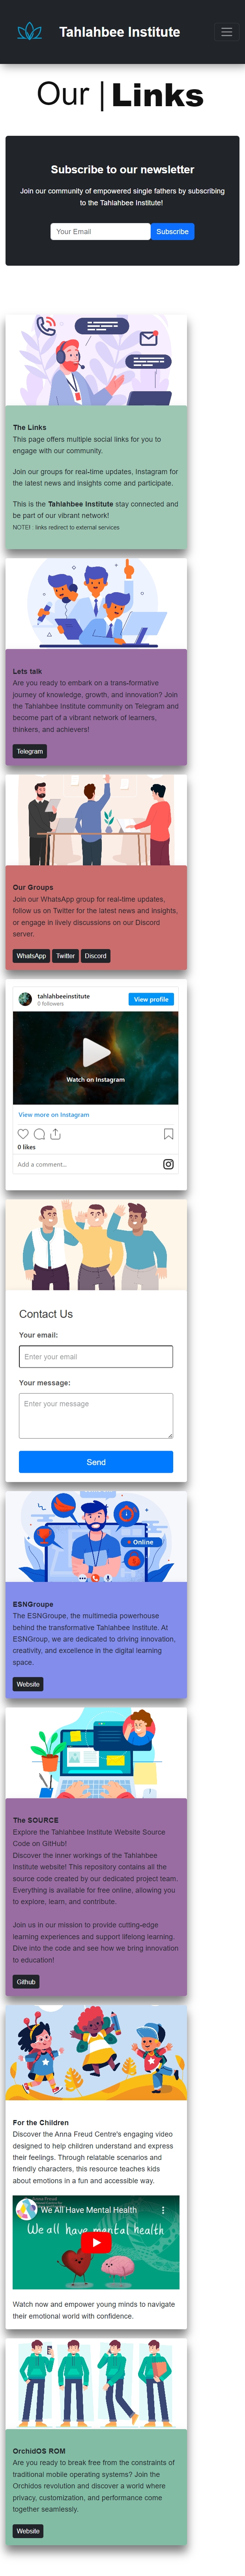 Tahlahbee Institute
Our | Links
Subscribe to our newsletter
Join our community of empowered single fathers by subscribing
to the Tahlahbee Institute!
Your Email
Subscribe
The Links
This page offers multiple social links for you to
engage with our community.
Join our groups for real-time updates, Instagram for
the latest news and insights come and participate.
This is the Tahlahbee Institute stay connected and
be part of our vibrant network!
NOTE! : links redirect to external services
Lets talk
Are you ready to embark on a trans-formative
journey of knowledge, growth, and innovation? Join
the Tahlahbee Institute community on Telegram and
become part of a vibrant network of learners,
thinkers, and achievers!
Telegram
Our Groups
Join our WhatsApp group for real-time updates,
follow us on Twitter for the latest news and insights,
or engage in lively discussions on our Discord
server.
WhatsApp Twitter Discord
tahlahbeeinstitute
0 followers
View profile
Watch on Instagram
View more on Instagram
0 likes
Add a comment...
Contact Us
Your email:
Enter your email
Your message:
Enter your message
Send
Online
ESNGroupe
The ESNGroupe, the multimedia powerhouse
behind the transformative Tahlahbee Institute. At
ESNGroup, we are dedicated to driving innovation,
creativity, and excellence in the digital learning
space.
Website
The SOURCE
Explore the Tahlahbee Institute Website Source
Code on GitHub!
Discover the inner workings of the Tahlahbee
Institute website! This repository contains all the
source code created by our dedicated project team.
Everything is available for free online, allowing you
to explore, learn, and contribute.
Join us in our mission to provide cutting-edge
learning experiences and support lifelong learning.
Dive into the code and see how we bring innovation
to education!
Github
For the Children
Discover the Anna Freud Centre's engaging video
designed to help children understand and express
their feelings. Through relatable scenarios and
friendly characters, this resource teaches kids
about emotions in a fun and accessible way.
We All Have Mental Health
We all have mental health
Watch now and empower young minds to navigate
their emotional world with confidence.
OrchidOS ROM
Are you ready to break free from the constraints of
traditional mobile operating systems? Join the
Orchidos revolution and discover a world where
privacy, customization, and performance come
together seamlessly.
Website